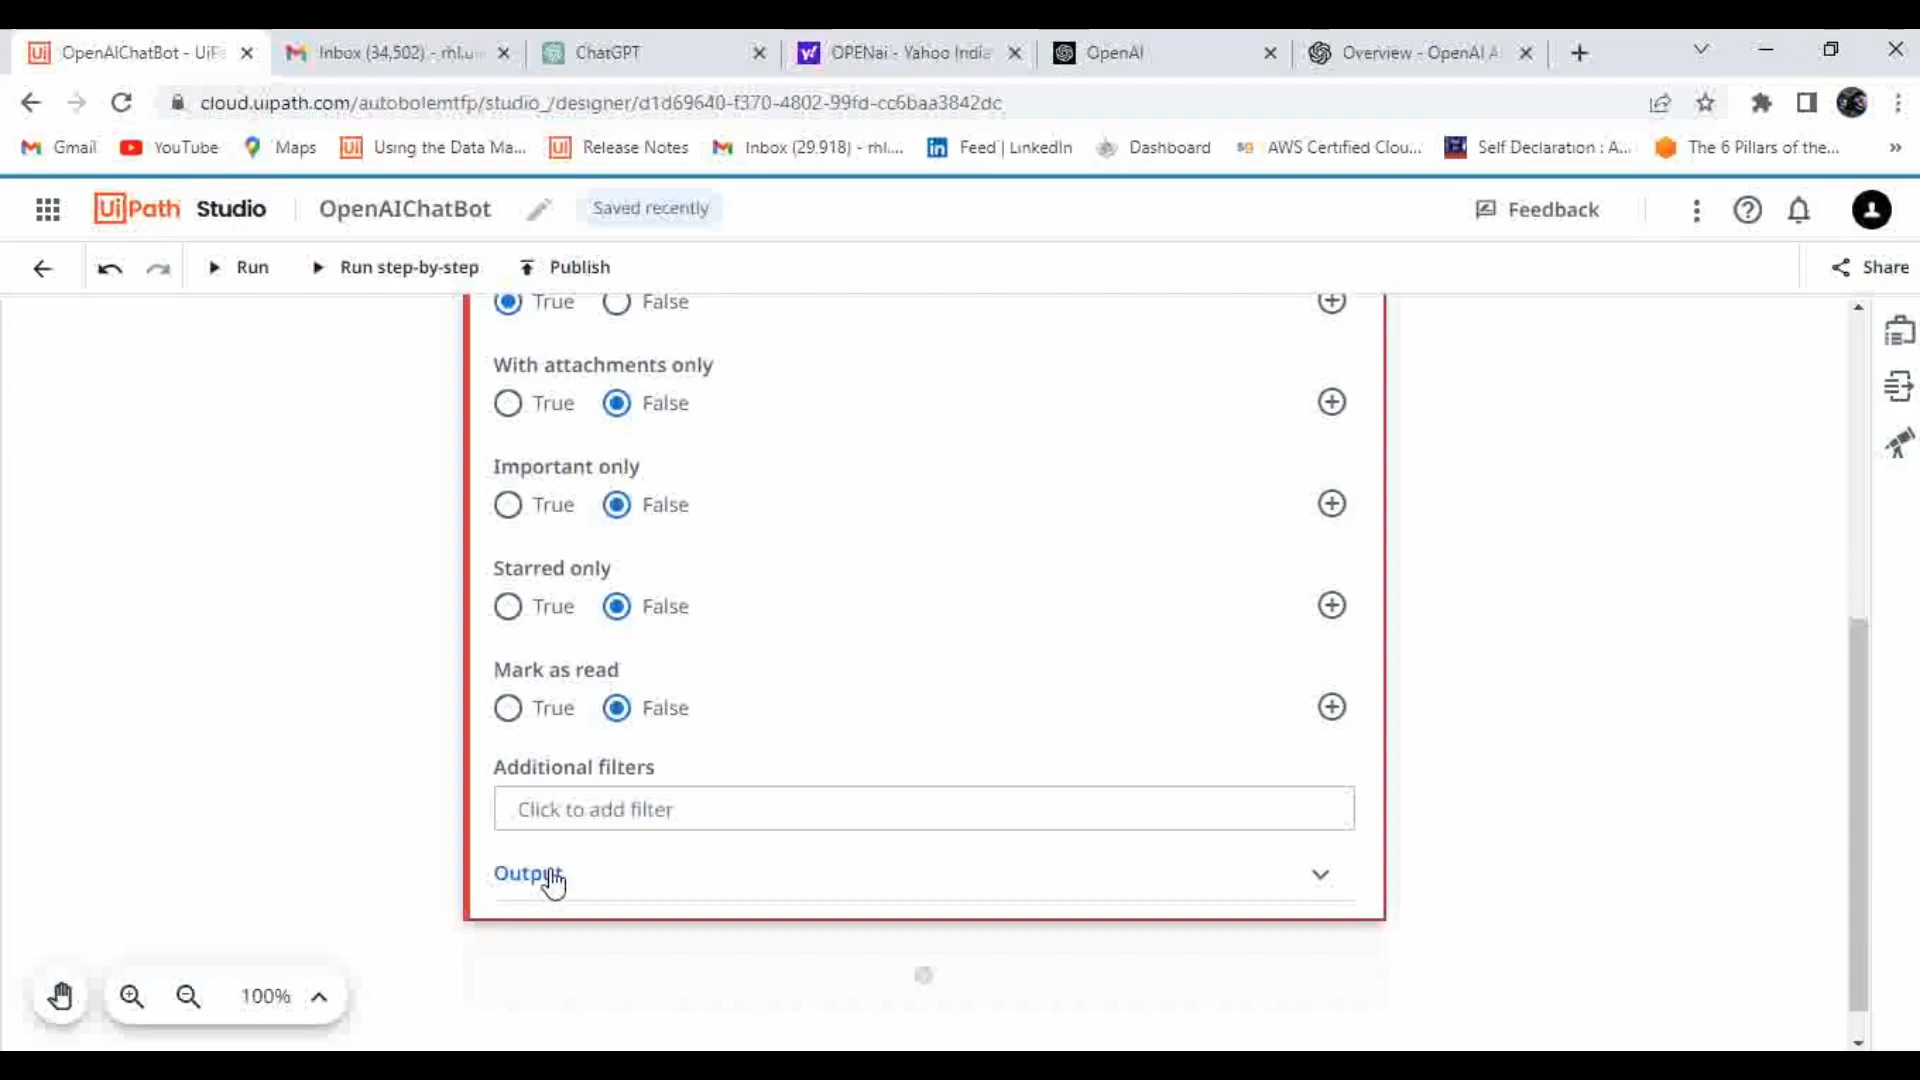 OpenAIChatBot - UiPa
Inbox (34,502) - rhl.um
ChatGPT
OPENai - Yahoo India
OpenAI
Overview - OpenAI A
cloud.uipath.com/autobolemtfp/studio_/designer/d1d69640-f370-4802-99fd-cc6baa3842dc
Gmail
YouTube
Maps
Using the Data Ma...
Release Notes
Inbox (29,918) - rhl....
Feed | LinkedIn
Dashboard
AWS Certified Clou...
Self Declaration : A...
The 6 Pillars of the...
UiPath Studio
OpenAIChatBot
Saved recently
Feedback
Run
Run step-by-step
Publish
Share
True False
With attachments only
True False
Important only
True False
Starred only
True False
Mark as read
True False
Additional filters
Click to add filter
Output
100%